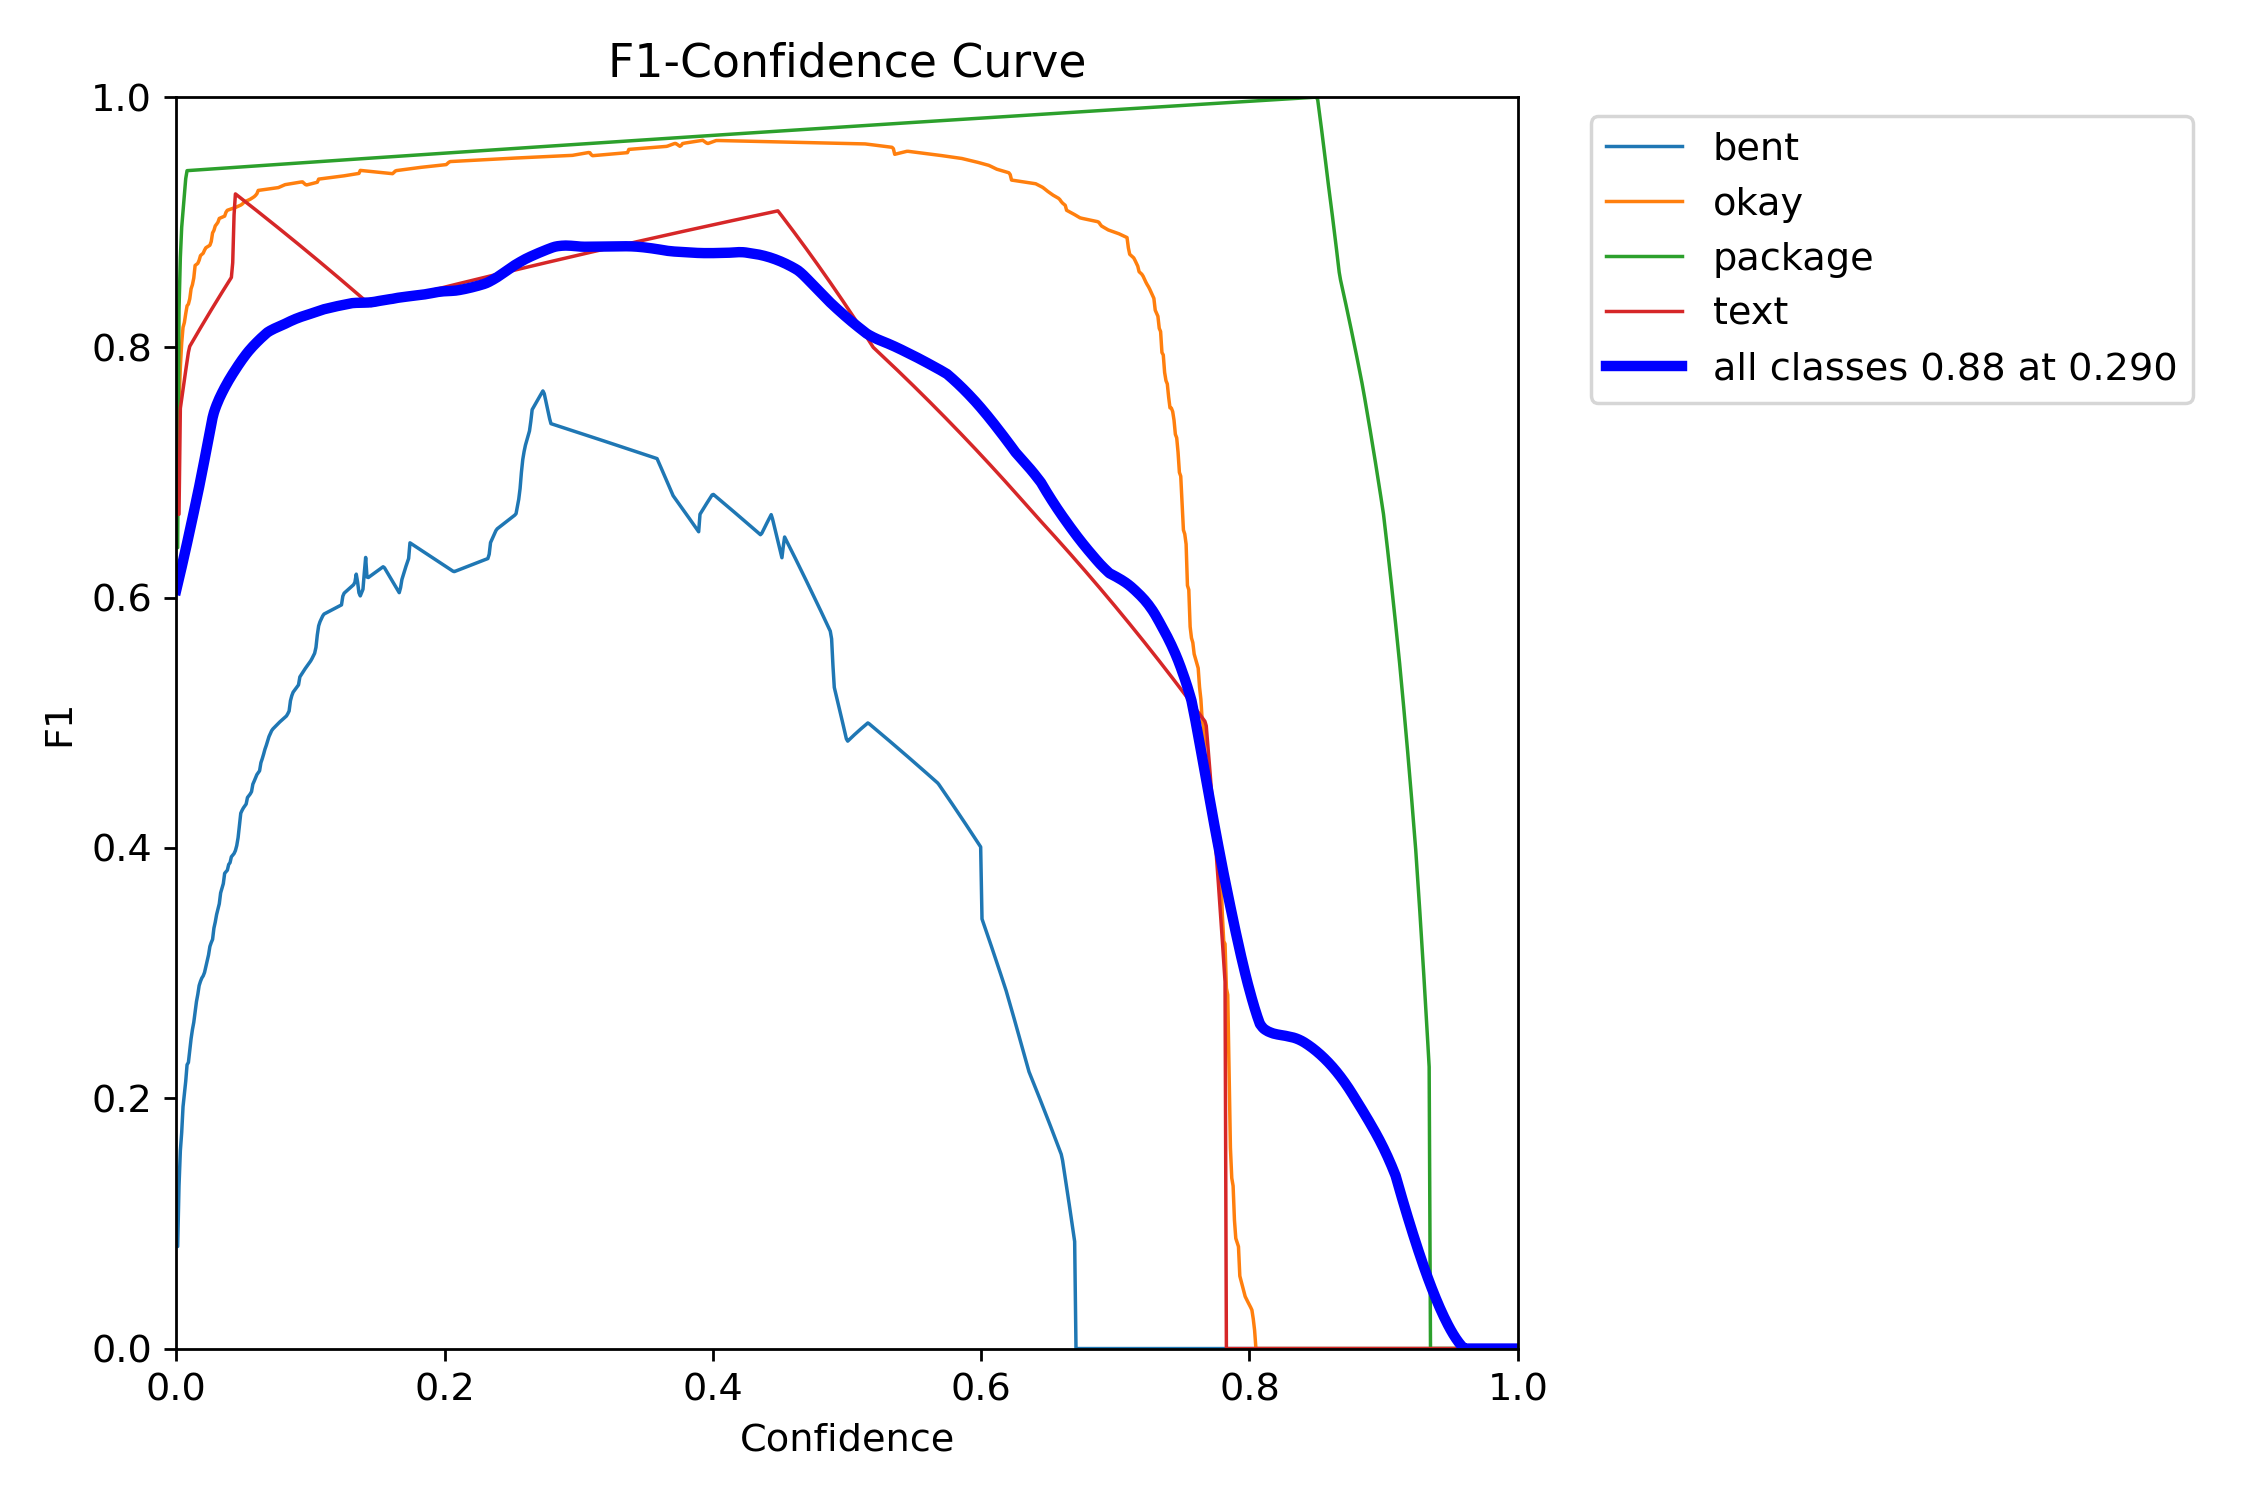 F1-Confidence Curve
1.0
0.8
0.6
0.4
0.2
0.0
F1
0.0 0.2 0.4 0.6 0.8 1.0
Confidence
bent
okay
package
text
all classes 0.88 at 0.290